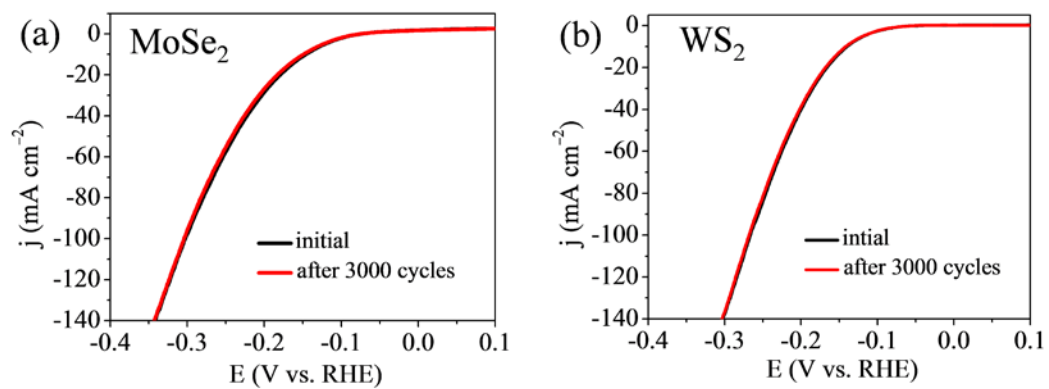 (a) MoSe₂
0
-20
-40
-60
-80
-100
-120
-140
j (mA cm⁻²)
initial
after 3000 cycles
-0.4 -0.3 -0.2 -0.1 0.0 0.1
E (V vs. RHE)
(b) WS₂
0
-20
-40
-60
-80
-100
-120
-140
j (mA cm⁻²)
intial
after 3000 cycles
-0.4 -0.3 -0.2 -0.1 0.0 0.1
E (V vs. RHE)